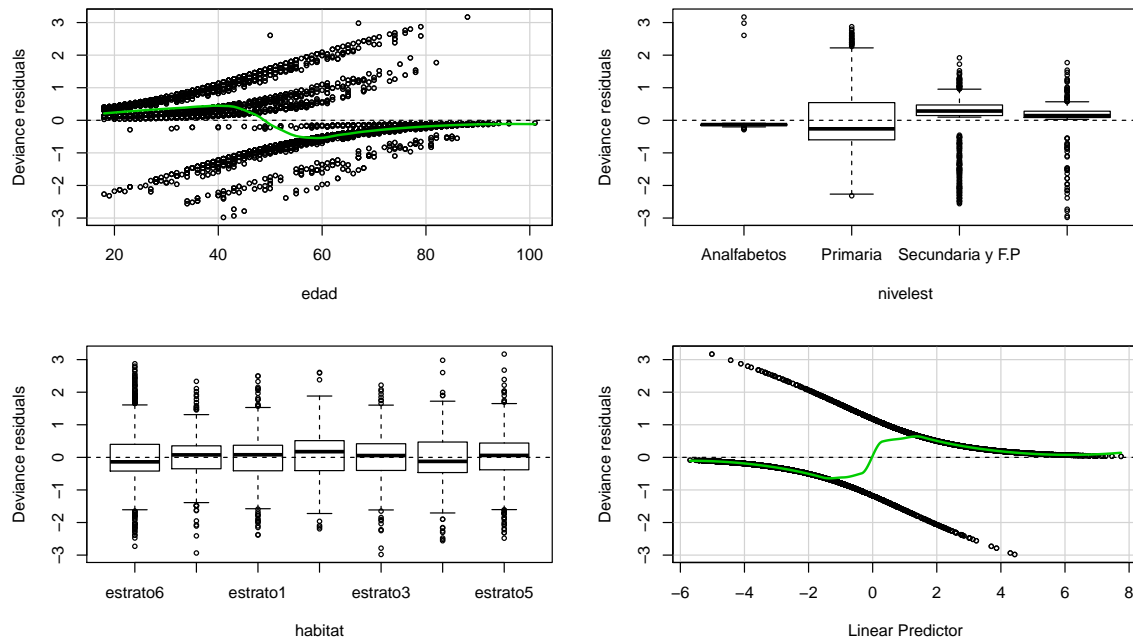 3
2
1
0
−1
−2
−3
Deviance residuals
20 40 60 80 100
edad
3
2
1
0
−1
−2
−3
Deviance residuals
Analfabetos Primaria Secundaria y F.P
nivelest
3
2
1
0
−1
−2
−3
Deviance residuals
estrato6 estrato1 estrato3 estrato5
habitat
3
2
1
0
−1
−2
−3
Deviance residuals
−6 −4 −2 0 2 4 6 8
Linear Predictor